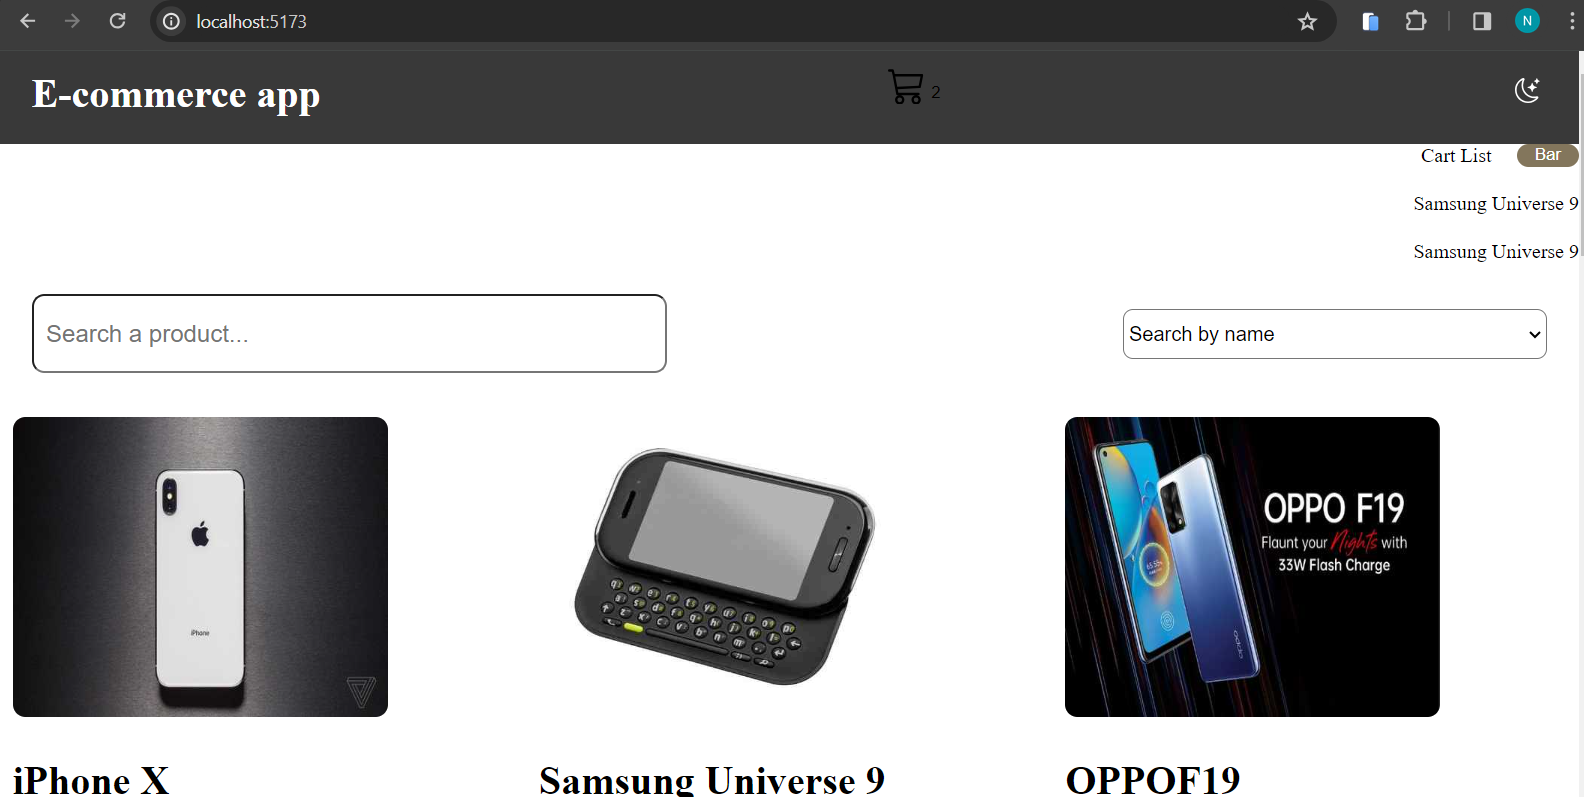 localhost:5173
N
E-commerce app
2
Cart List
Bar
Samsung Universe 9
Samsung Universe 9
Search a product...
Search by name
iPhone
OPPO F19
Flaunt your Nights with
33W Flash Charge
oppo
iPhone X
Samsung Universe 9
OPPOF19